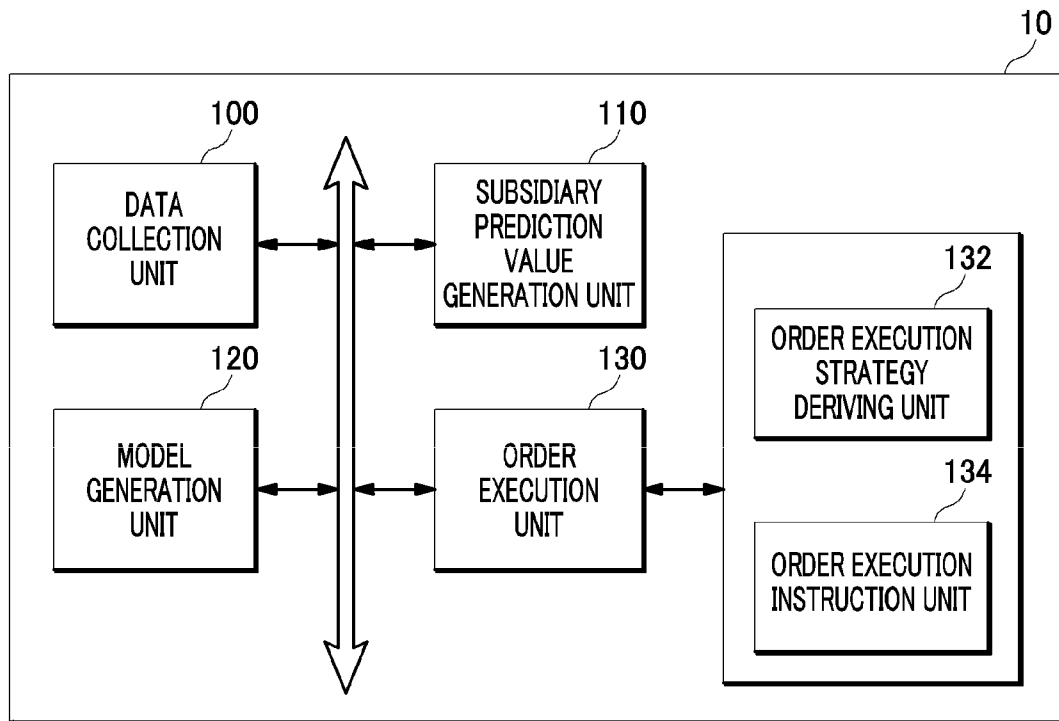 10
100
DATA
COLLECTION
UNIT
110
SUBSIDIARY
PREDICTION
VALUE
GENERATION UNIT
132
ORDER EXECUTION
STRATEGY
DERIVING UNIT
120
MODEL
GENERATION
UNIT
130
ORDER
EXECUTION
UNIT
134
ORDER EXECUTION
INSTRUCTION UNIT